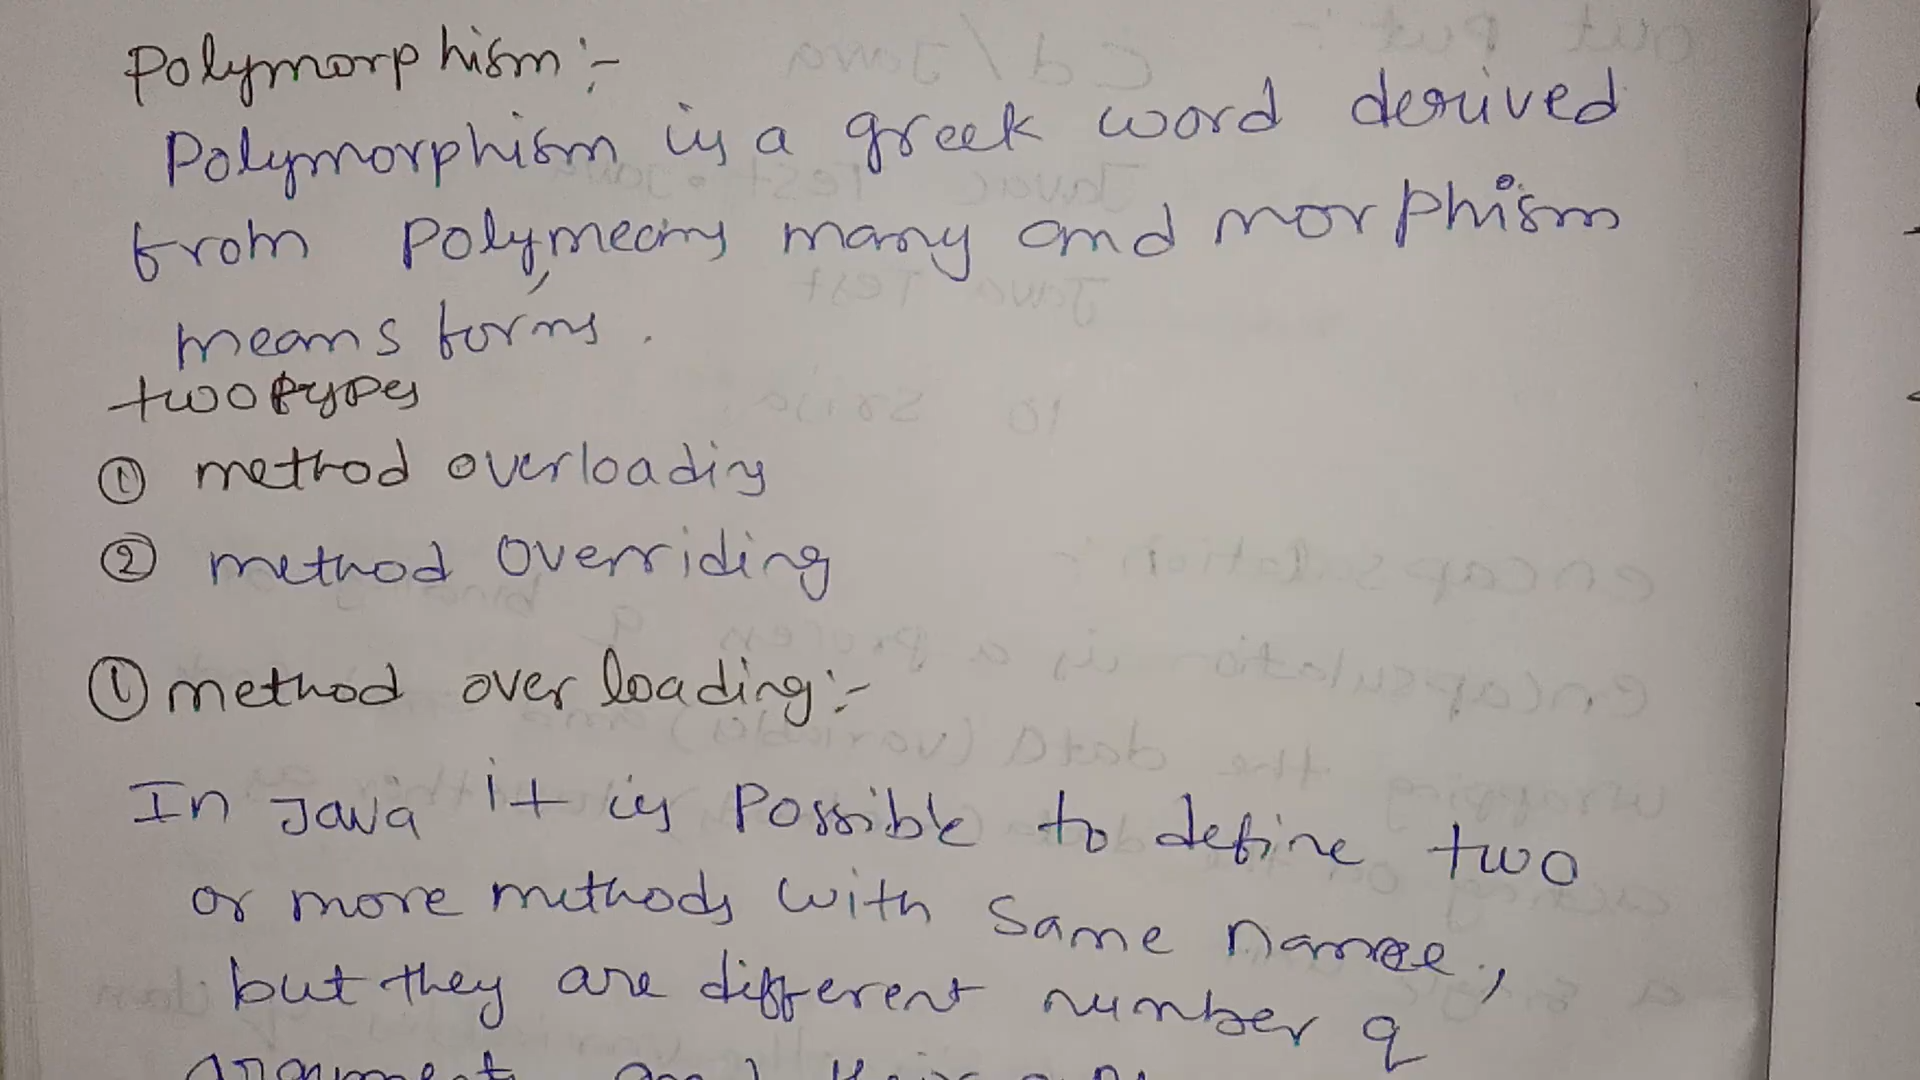 Polymorphism :-
Polymorphism is a greek word derived
from Poly, means many and morphism
means forms.
two types
① method overloading
② method Overriding
① method over loading :-
In Java it is Possible to define two
or more methods with Same name,
but they are different number of
argument and